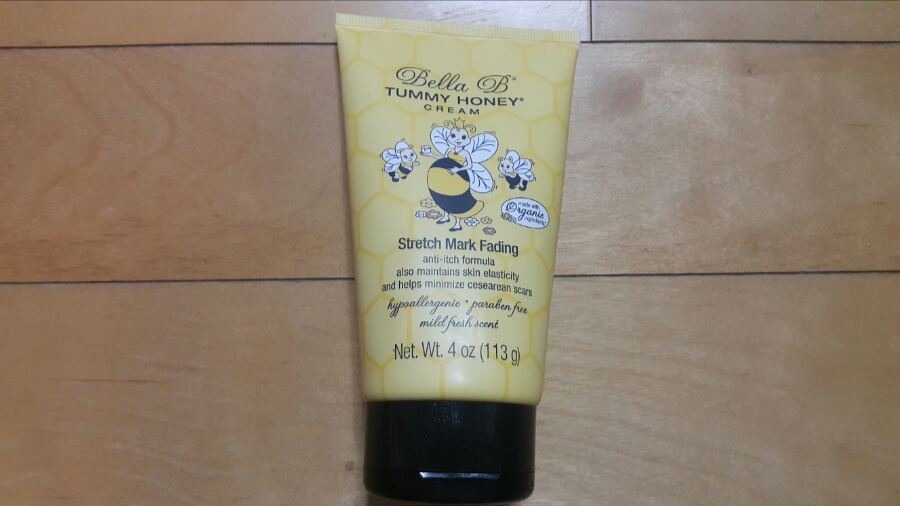 Bella B®
TUMMY HONEY®
CREAM
made with
Organic
ingredients!
Stretch Mark Fading
anti-itch formula
also maintains skin elasticity
and helps minimize cesearean scars
hypoallergenic • paraben free
mild fresh scent
Net. Wt. 4 oz (113 g)